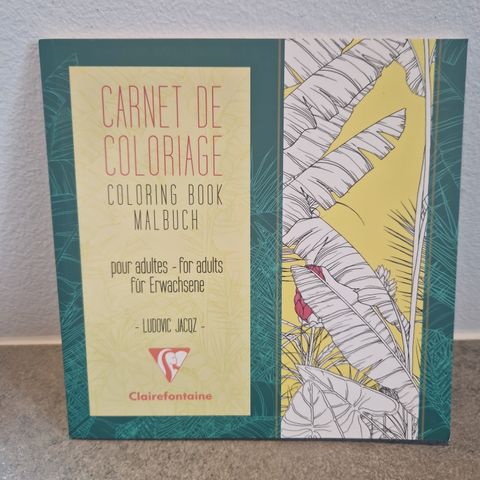 CARNET DE
COLORIAGE
COLORING BOOK
MALBUCH
pour adultes - for adults
für Erwachsene
- LUDOVIC JACQZ -
Clairefontaine